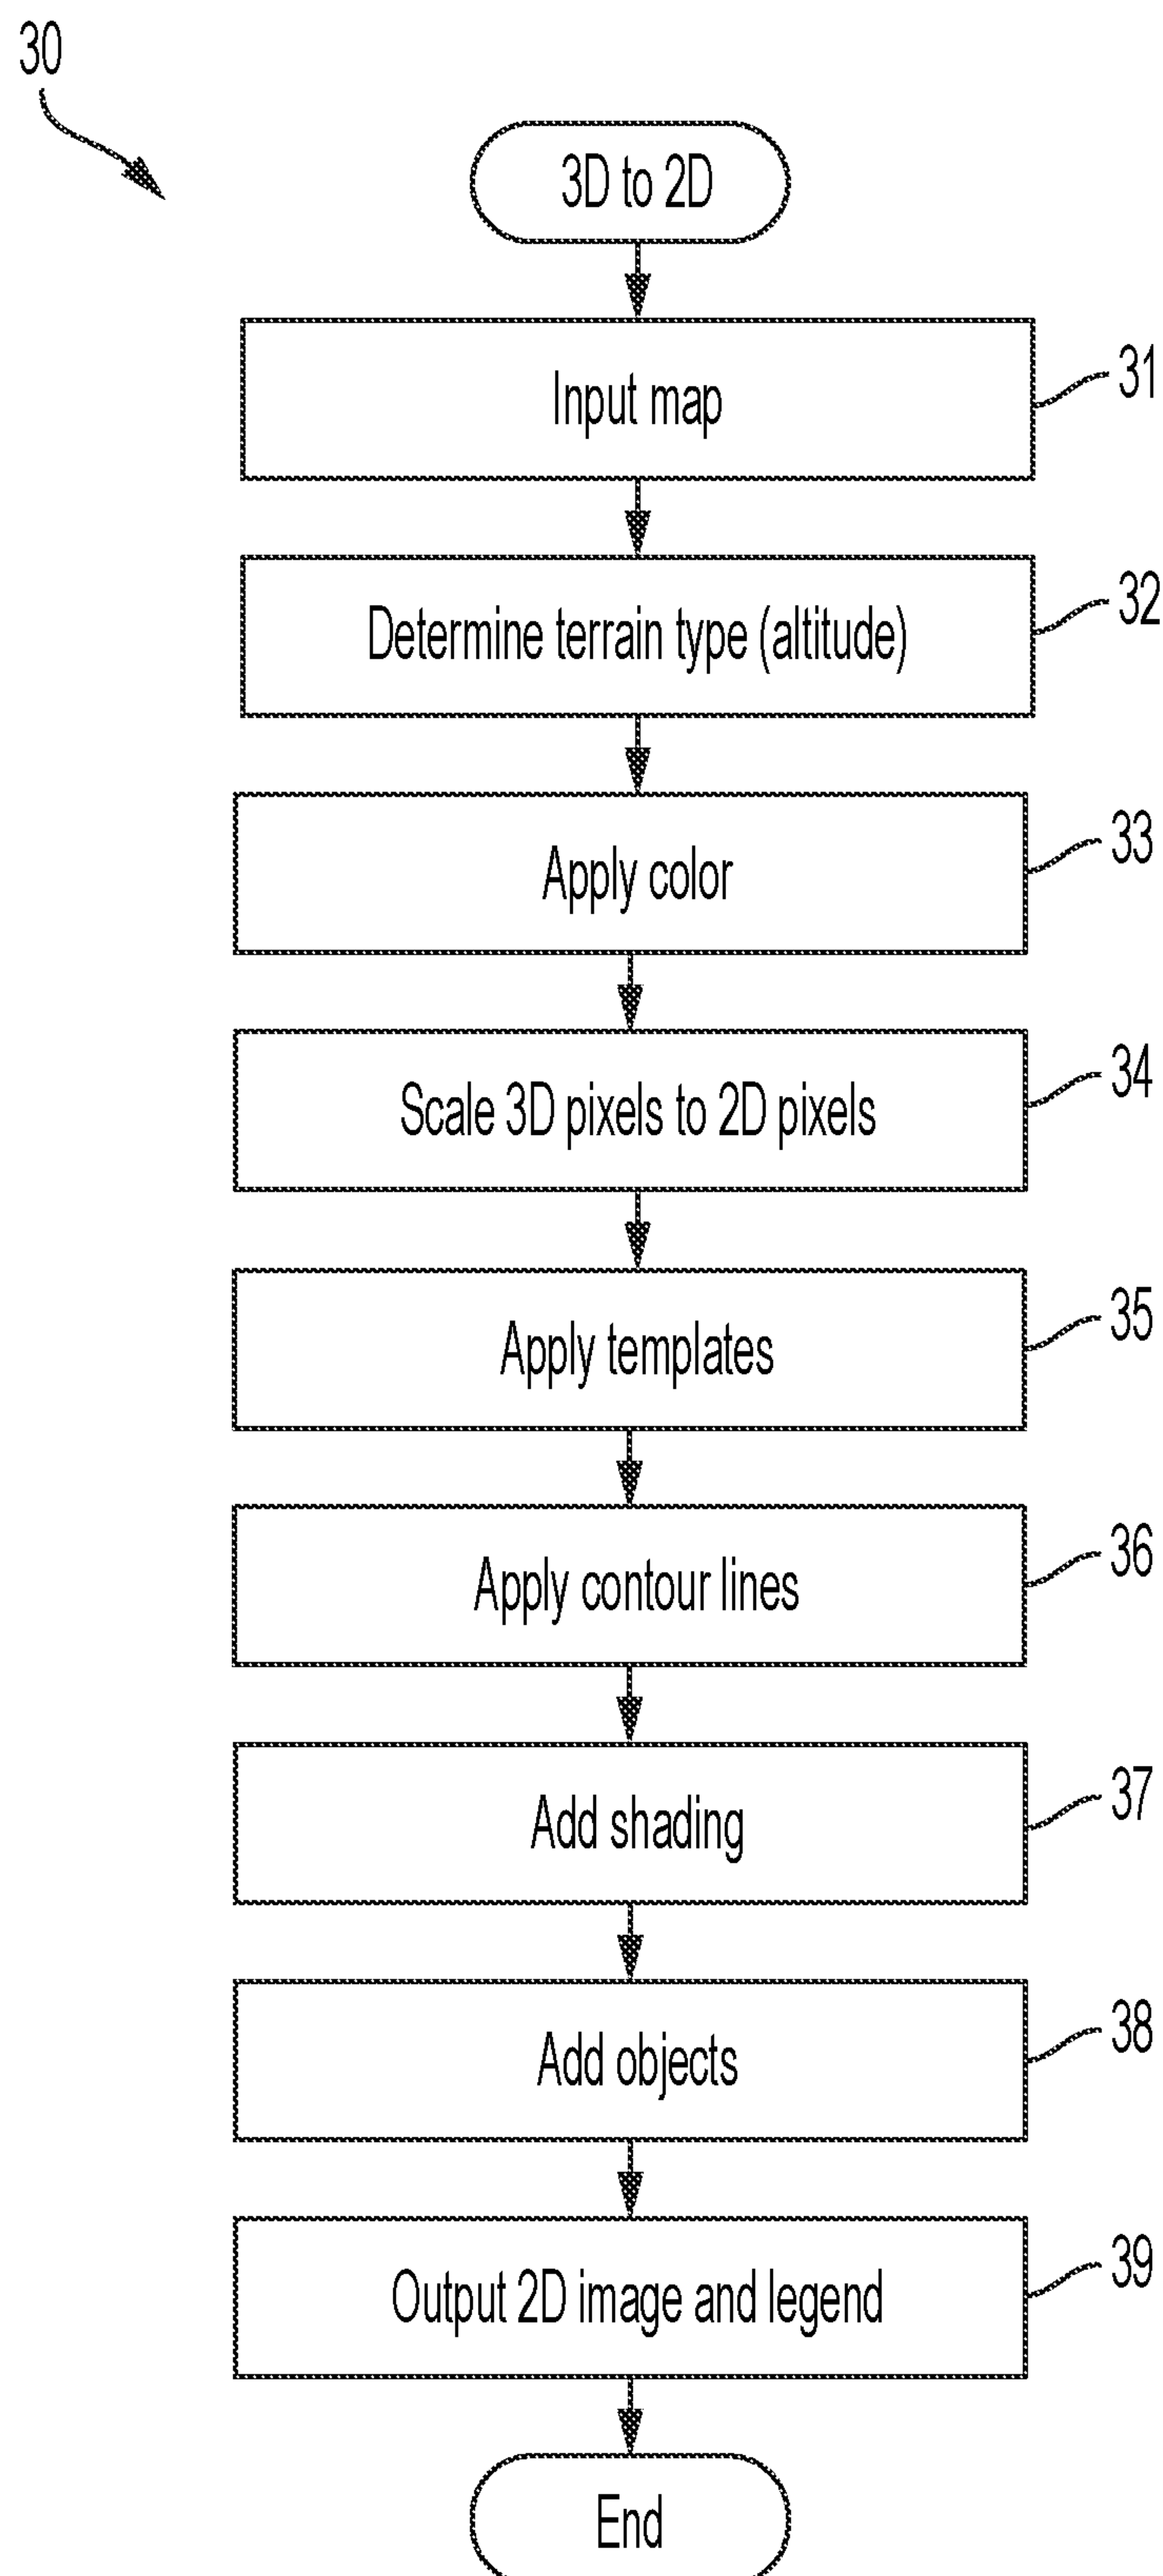 30
3D to 2D
Input map
31
Determine terrain type (altitude)
32
Apply color
33
Scale 3D pixels to 2D pixels
34
Apply templates
35
Apply contour lines
36
Add shading
37
Add objects
38
Output 2D image and legend
39
End